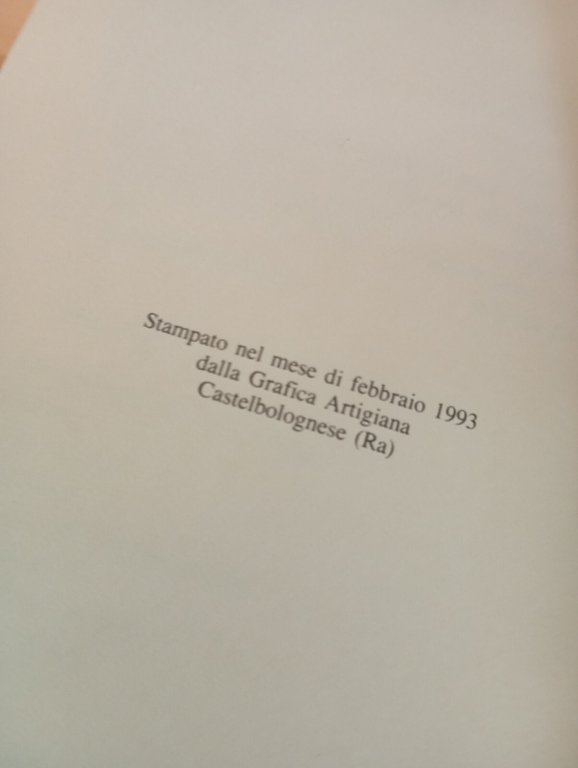 Stampato nel mese di febbraio 1993
dalla Grafica Artigiana
Castelbolognese (Ra)